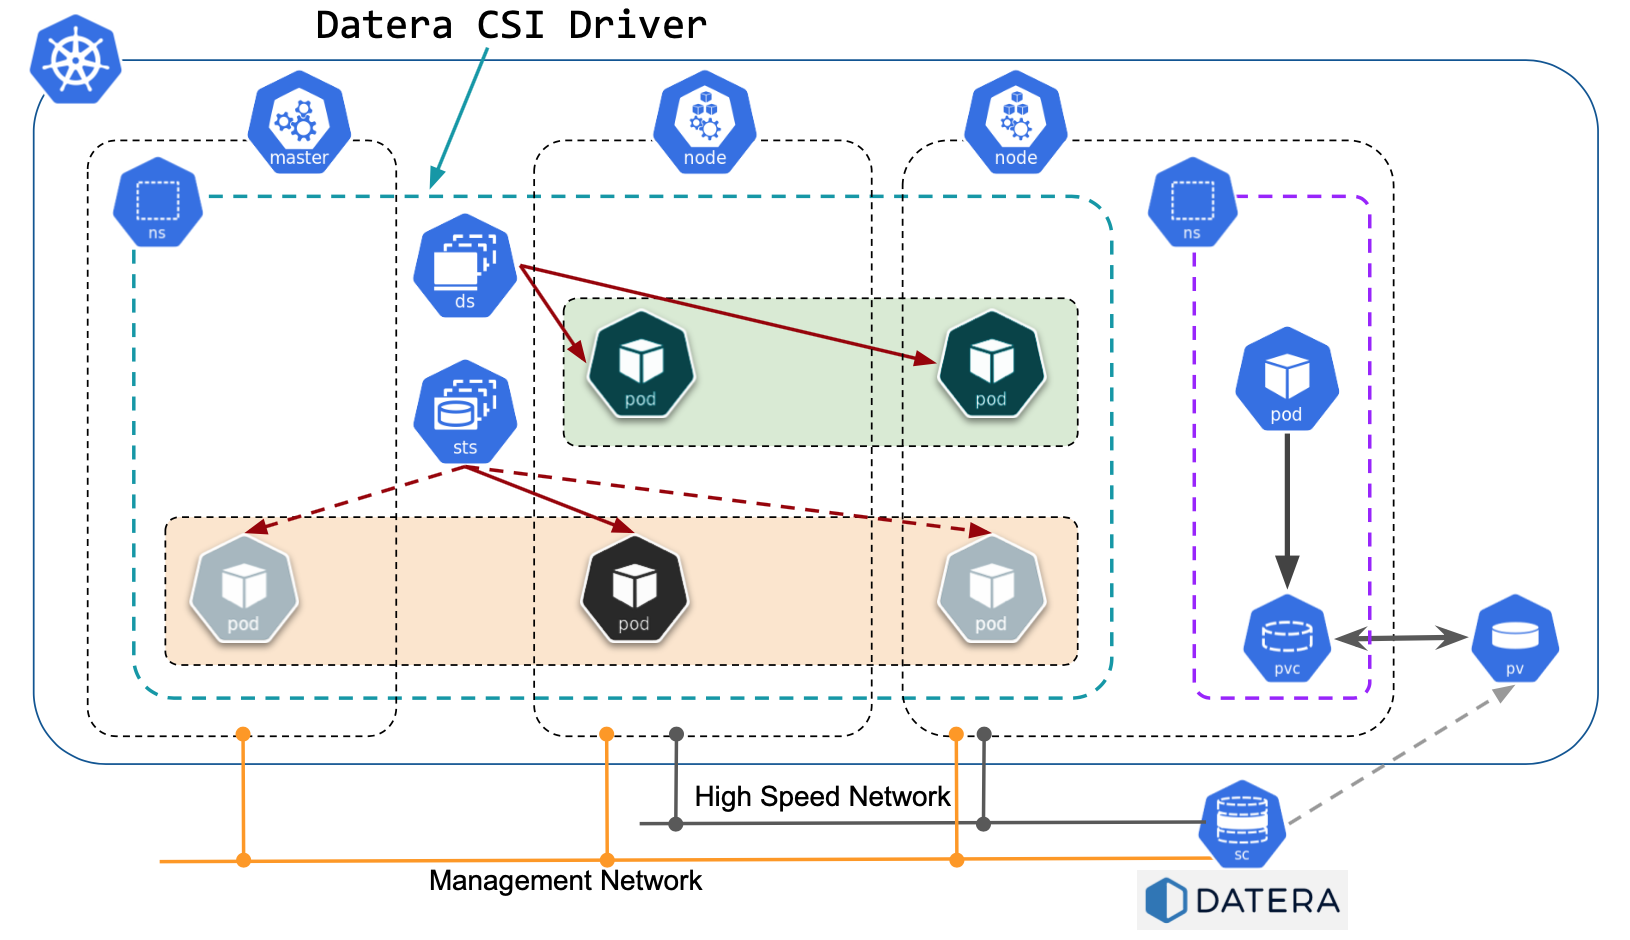 Datera CSI Driver
master
node
node
ns
ns
ds
pod
pod
pod
sts
pod
pod
pod
pvc
pv
High Speed Network
sc
Management Network
DATERA